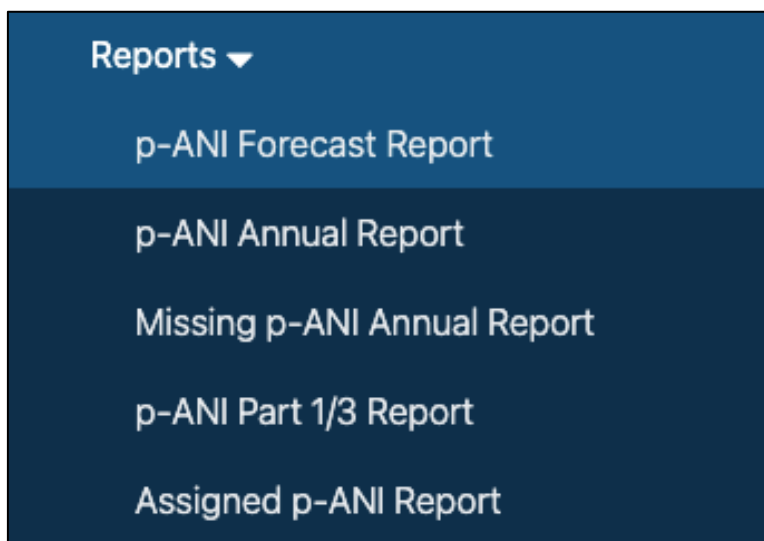 Reports
p-ANI Forecast Report
p-ANI Annual Report
Missing p-ANI Annual Report
p-ANI Part 1/3 Report
Assigned p-ANI Report